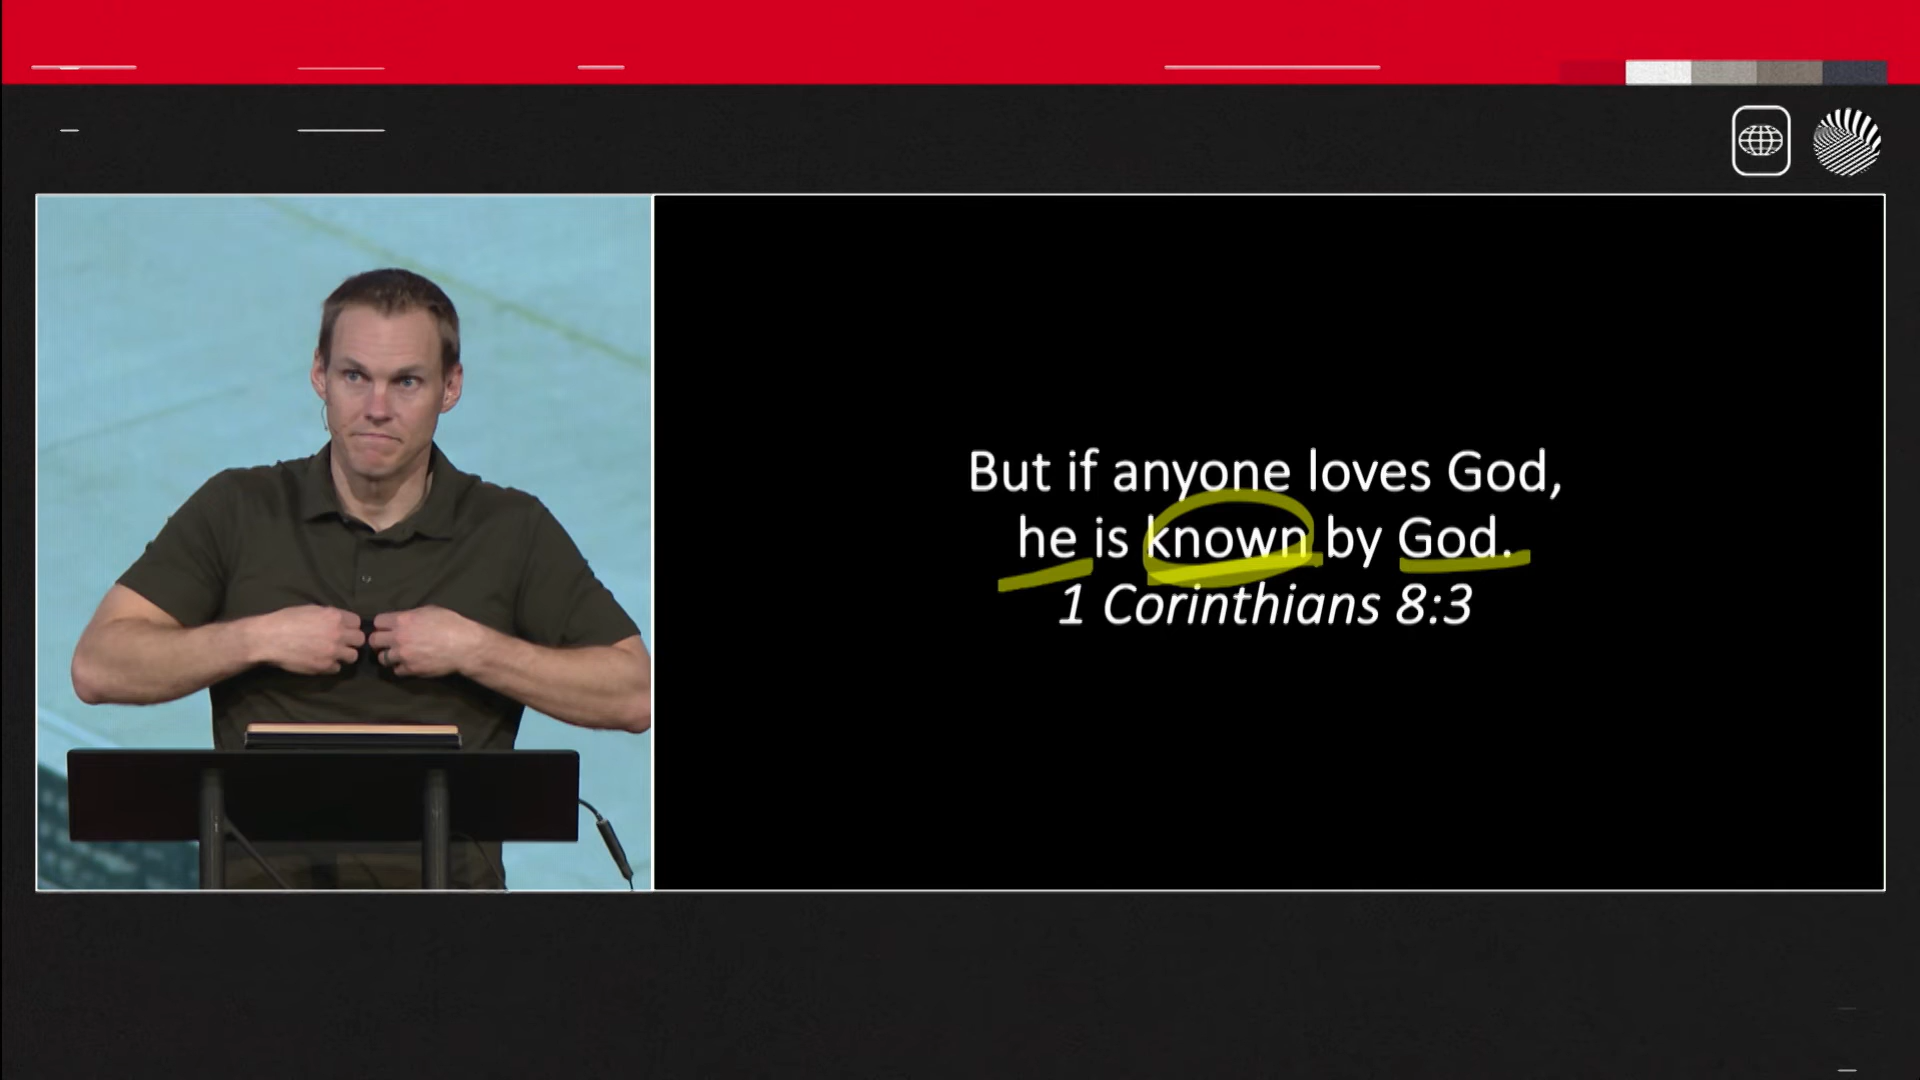 But if anyone loves God,
he is known by God.
1 Corinthians 8:3